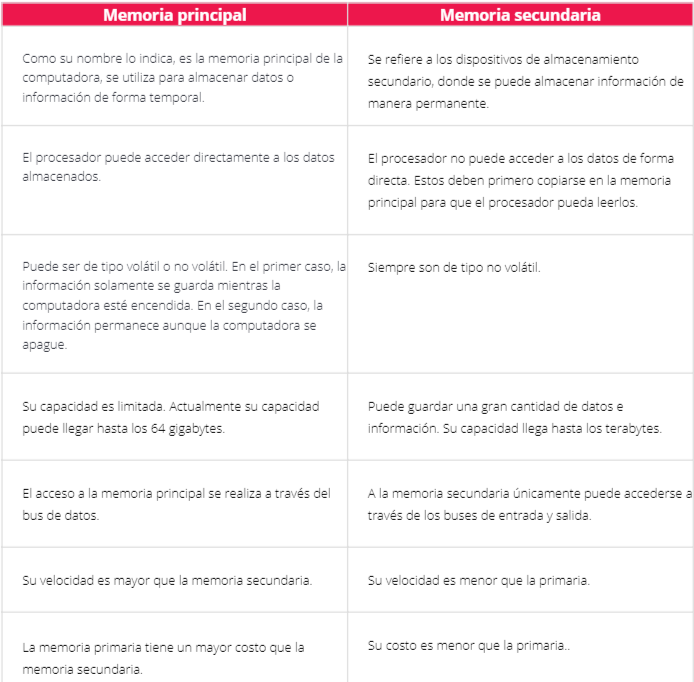 Memoria principal
Memoria secundaria
Como su nombre lo indica, es la memoria principal de la
computadora, se utiliza para almacenar datos o
información de forma temporal.
Se refiere a los dispositivos de almacenamiento
secundario, donde se puede almacenar información de
manera permanente.
El procesador puede acceder directamente a los datos
almacenados.
El procesador no puede acceder a los datos de forma
directa. Estos deben primero copiarse en la memoria
principal para que el procesador pueda leerlos.
Puede ser de tipo volátil o no volátil. En el primer caso, la
información solamente se guarda mientras la
computadora esté encendida. En el segundo caso, la
información permanece aunque la computadora se
apague.
Siempre son de tipo no volátil.
Su capacidad es limitada. Actualmente su capacidad
puede llegar hasta los 64 gigabytes.
Puede guardar una gran cantidad de datos e
información. Su capacidad llega hasta los terabytes.
El acceso a la memoria principal se realiza a través del
bus de datos.
A la memoria secundaria únicamente puede accederse a
través de los buses de entrada y salida.
Su velocidad es mayor que la memoria secundaria.
Su velocidad es menor que la primaria.
La memoria primaria tiene un mayor costo que la
memoria secundaria.
Su costo es menor que la primaria..